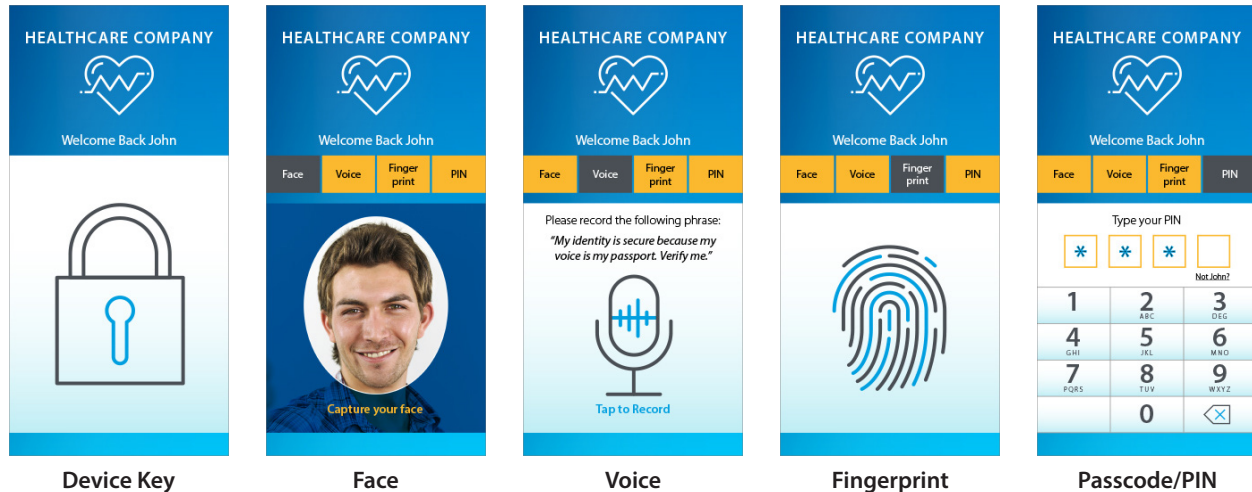 HEALTHCARE COMPANY
Welcome Back John
Device Key
HEALTHCARE COMPANY
Welcome Back John
Face
Voice
Finger
print
PIN
Capture your face
Face
HEALTHCARE COMPANY
Welcome Back John
Face
Voice
Finger
print
PIN
Please record the following phrase:
“My identity is secure because my
voice is my passport. Verify me.”
Tap to Record
Voice
HEALTHCARE COMPANY
Welcome Back John
Face
Voice
Finger
print
PIN
Fingerprint
HEALTHCARE COMPANY
Welcome Back John
Face
Voice
Finger
print
PIN
Type your PIN
* * *
Not John?
1 2 3
ABC DEG
4 5 6
GHI JKL MNO
7 8 9
PQRS TUV WXYZ
0
Passcode/PIN